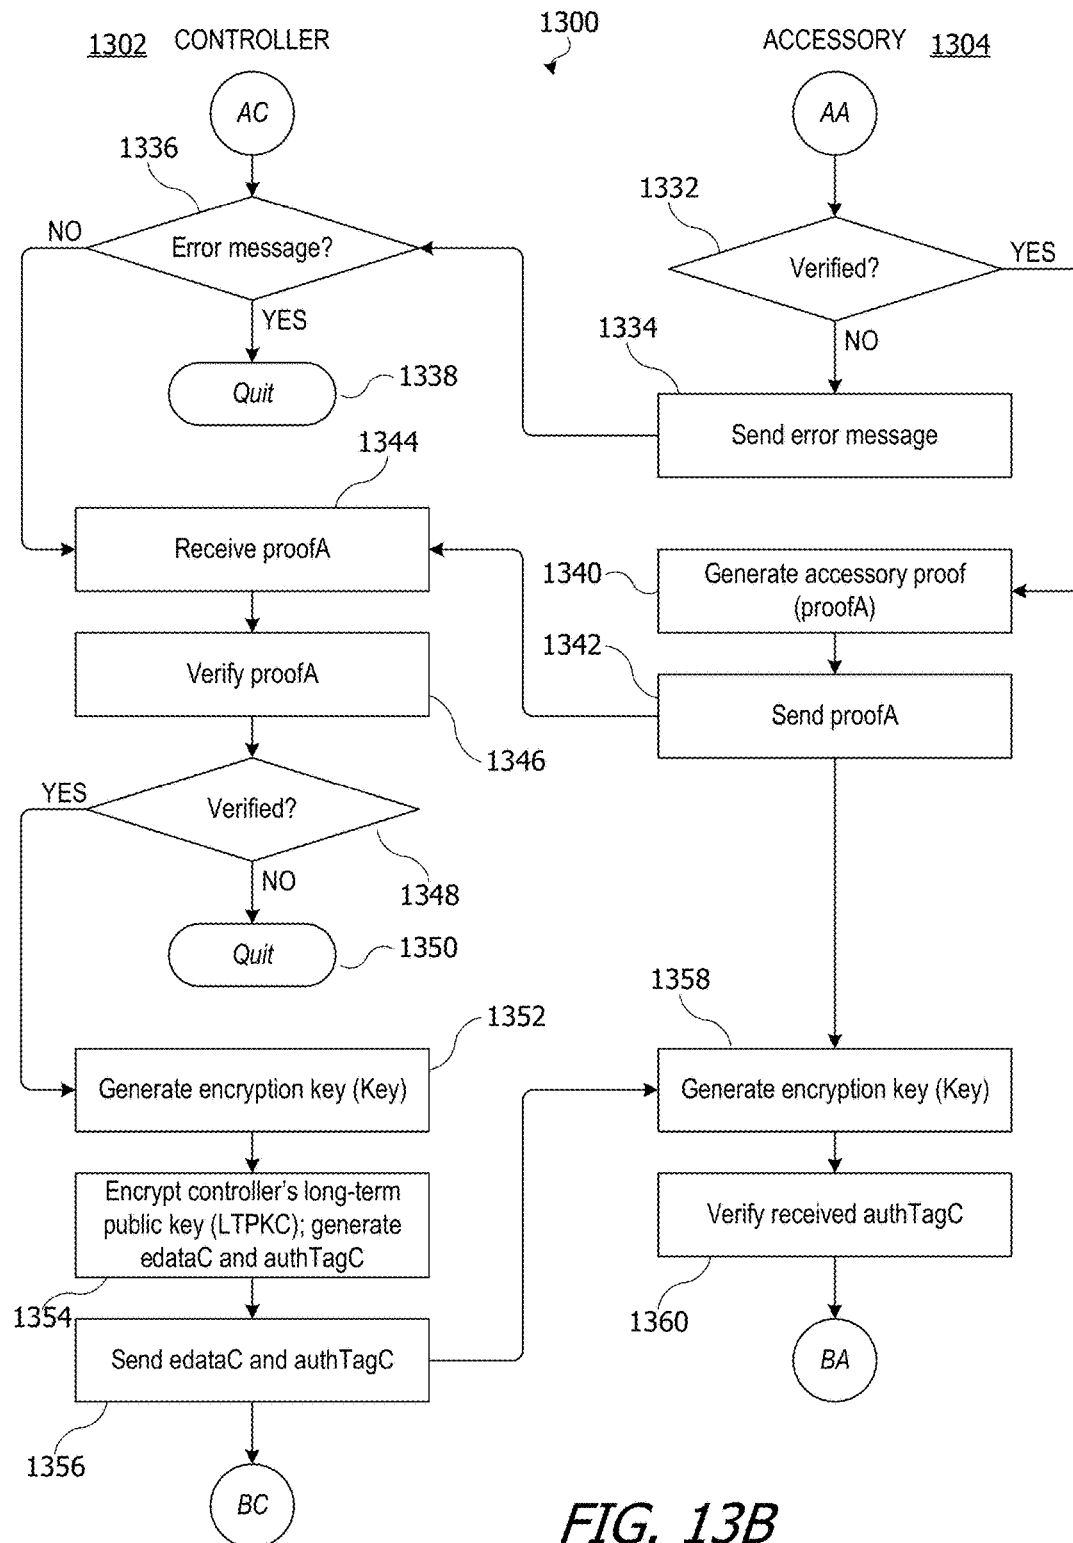 1300
1302 CONTROLLER
ACCESSORY 1304
AC
AA
1336
1332
NO
Error message?
YES
Verified?
YES
NO
1334
Quit
1338
Send error message
1344
Receive proofA
1340
Generate accessory proof
(proofA)
1342
Verify proofA
Send proofA
1346
YES
Verified?
NO
1348
Quit
1350
1358
1352
Generate encryption key (Key)
Generate encryption key (Key)
Encrypt controller's long-term
public key (LTPKC); generate
edataC and authTagC
Verify received authTagC
1354
1360
Send edataC and authTagC
BA
1356
BC
FIG. 13B